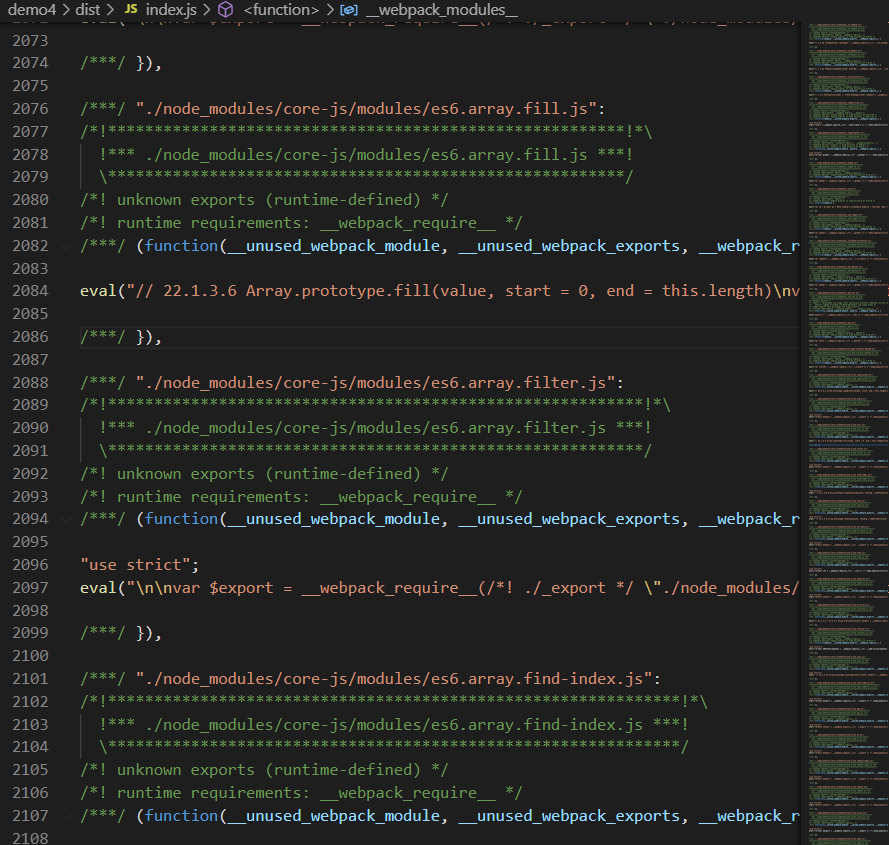 demo4 > dist > JS index.js > <function> > __webpack_modules__
2073
2074 /***/ }),
2075
2076 /***/ "./node_modules/core-js/modules/es6.array.fill.js":
2077 /*!********************************************************!*\
2078   !*** ./node_modules/core-js/modules/es6.array.fill.js ***!
2079   \********************************************************/
2080 /*! unknown exports (runtime-defined) */
2081 /*! runtime requirements: __webpack_require__ */
2082 /***/ (function(__unused_webpack_module, __unused_webpack_exports, __webpack_r
2083
2084 eval("// 22.1.3.6 Array.prototype.fill(value, start = 0, end = this.length)\nv
2085
2086 /***/ }),
2087
2088 /***/ "./node_modules/core-js/modules/es6.array.filter.js":
2089 /*!**********************************************************!*\
2090   !*** ./node_modules/core-js/modules/es6.array.filter.js ***!
2091   \**********************************************************/
2092 /*! unknown exports (runtime-defined) */
2093 /*! runtime requirements: __webpack_require__ */
2094 /***/ (function(__unused_webpack_module, __unused_webpack_exports, __webpack_r
2095
2096 "use strict";
2097 eval("\n\nvar $export = __webpack_require__(/*! ./_export */ \"./node_modules/
2098
2099 /***/ }),
2100
2101 /***/ "./node_modules/core-js/modules/es6.array.find-index.js":
2102 /*!**************************************************************!*\
2103   !*** ./node_modules/core-js/modules/es6.array.find-index.js ***!
2104   \**************************************************************/
2105 /*! unknown exports (runtime-defined) */
2106 /*! runtime requirements: __webpack_require__ */
2107 /***/ (function(__unused_webpack_module, __unused_webpack_exports, __webpack_r
2108